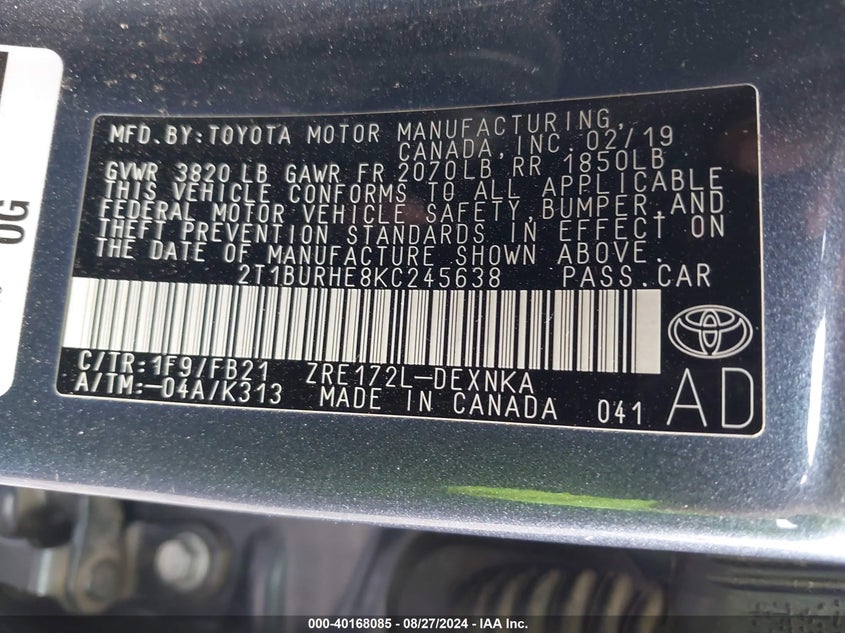 MFD.BY:TOYOTA MOTOR MANUFACTURING,
CANADA, INC. 02/19
GVWR 3820 LB GAWR FR 2070LB RR 1850LB
THIS VEHICLE CONFORMS TO ALL APPLICABLE
FEDERAL MOTOR VEHICLE SAFETY, BUMPER, AND
THEFT PREVENTION STANDARDS IN EFFECT ON
THE DATE OF MANUFACTURE SHOWN ABOVE.
2T1BURHE8KC245638 PASS.CAR
C/TR:1F9/FB21 ZRE172L-DEXNKA
A/TM:-04A/K313 MADE IN CANADA 041 AD
0G
000-40168085 - 08/27/2024 - IAA Inc.